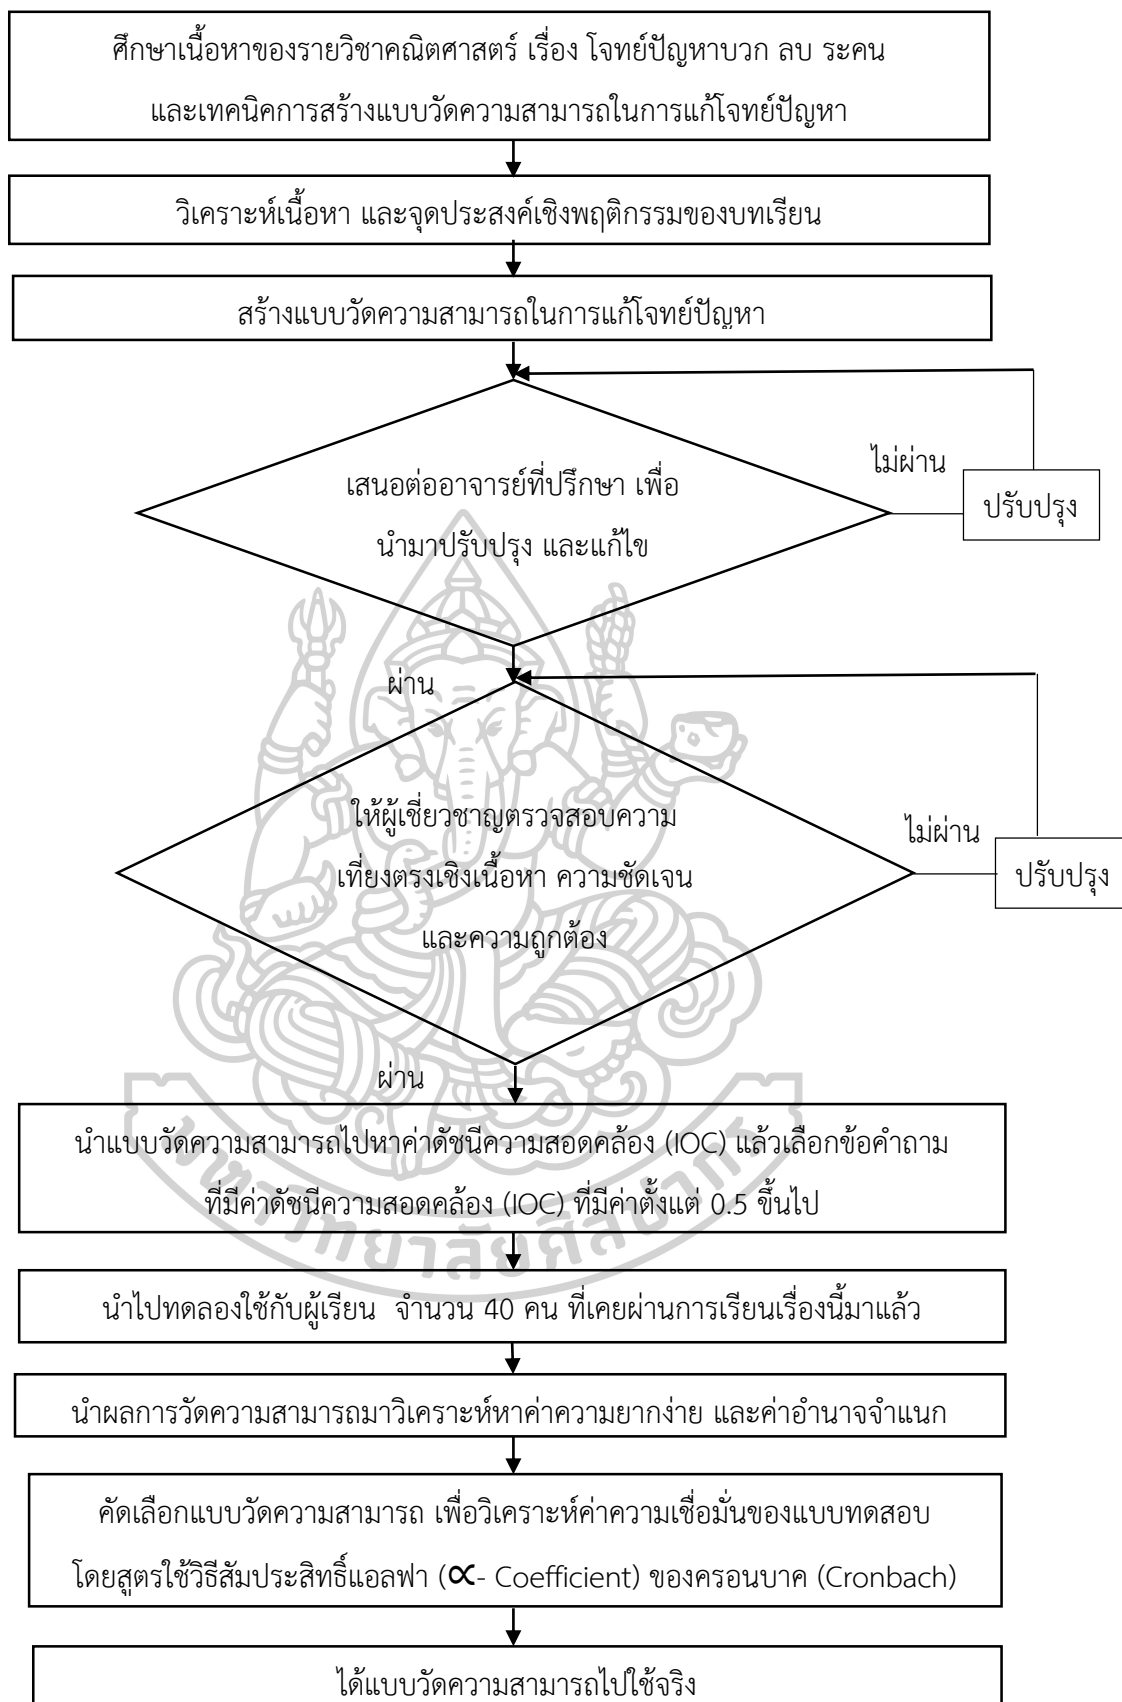 ศึกษาเนื้อหาของรายวิชาคณิตศาสตร์ เรื่อง โจทย์ปัญหาบวก ลบ ระคน
และเทคนิคการสร้างแบบวัดความสามารถในการแก้โจทย์ปัญหา
วิเคราะห์เนื้อหา และจุดประสงค์เชิงพฤติกรรมของบทเรียน
สร้างแบบวัดความสามารถในการแก้โจทย์ปัญหา
เสนอต่ออาจารย์ที่ปรึกษา เพื่อ
นำมาปรับปรุง และแก้ไข
ไม่ผ่าน
ปรับปรุง
ผ่าน
ให้ผู้เชี่ยวชาญตรวจสอบความ
เที่ยงตรงเชิงเนื้อหา ความชัดเจน
และความถูกต้อง
ไม่ผ่าน
ปรับปรุง
ผ่าน
นำแบบวัดความสามารถไปหาค่าดัชนีความสอดคล้อง (IOC) แล้วเลือกข้อคำถาม
ที่มีค่าดัชนีความสอดคล้อง (IOC) ที่มีค่าตั้งแต่ 0.5 ขึ้นไป
มหาวิทยาลัยศิลปากร
นำไปทดลองใช้กับผู้เรียน จำนวน 40 คน ที่เคยผ่านการเรียนเรื่องนี้มาแล้ว
นำผลการวัดความสามารถมาวิเคราะห์หาค่าความยากง่าย และค่าอำนาจจำแนก
คัดเลือกแบบวัดความสามารถ เพื่อวิเคราะห์ค่าความเชื่อมั่นของแบบทดสอบ
โดยสูตรใช้วิธีสัมประสิทธิ์แอลฟา (∝- Coefficient) ของครอนบาค (Cronbach)
ได้แบบวัดความสามารถไปใช้จริง